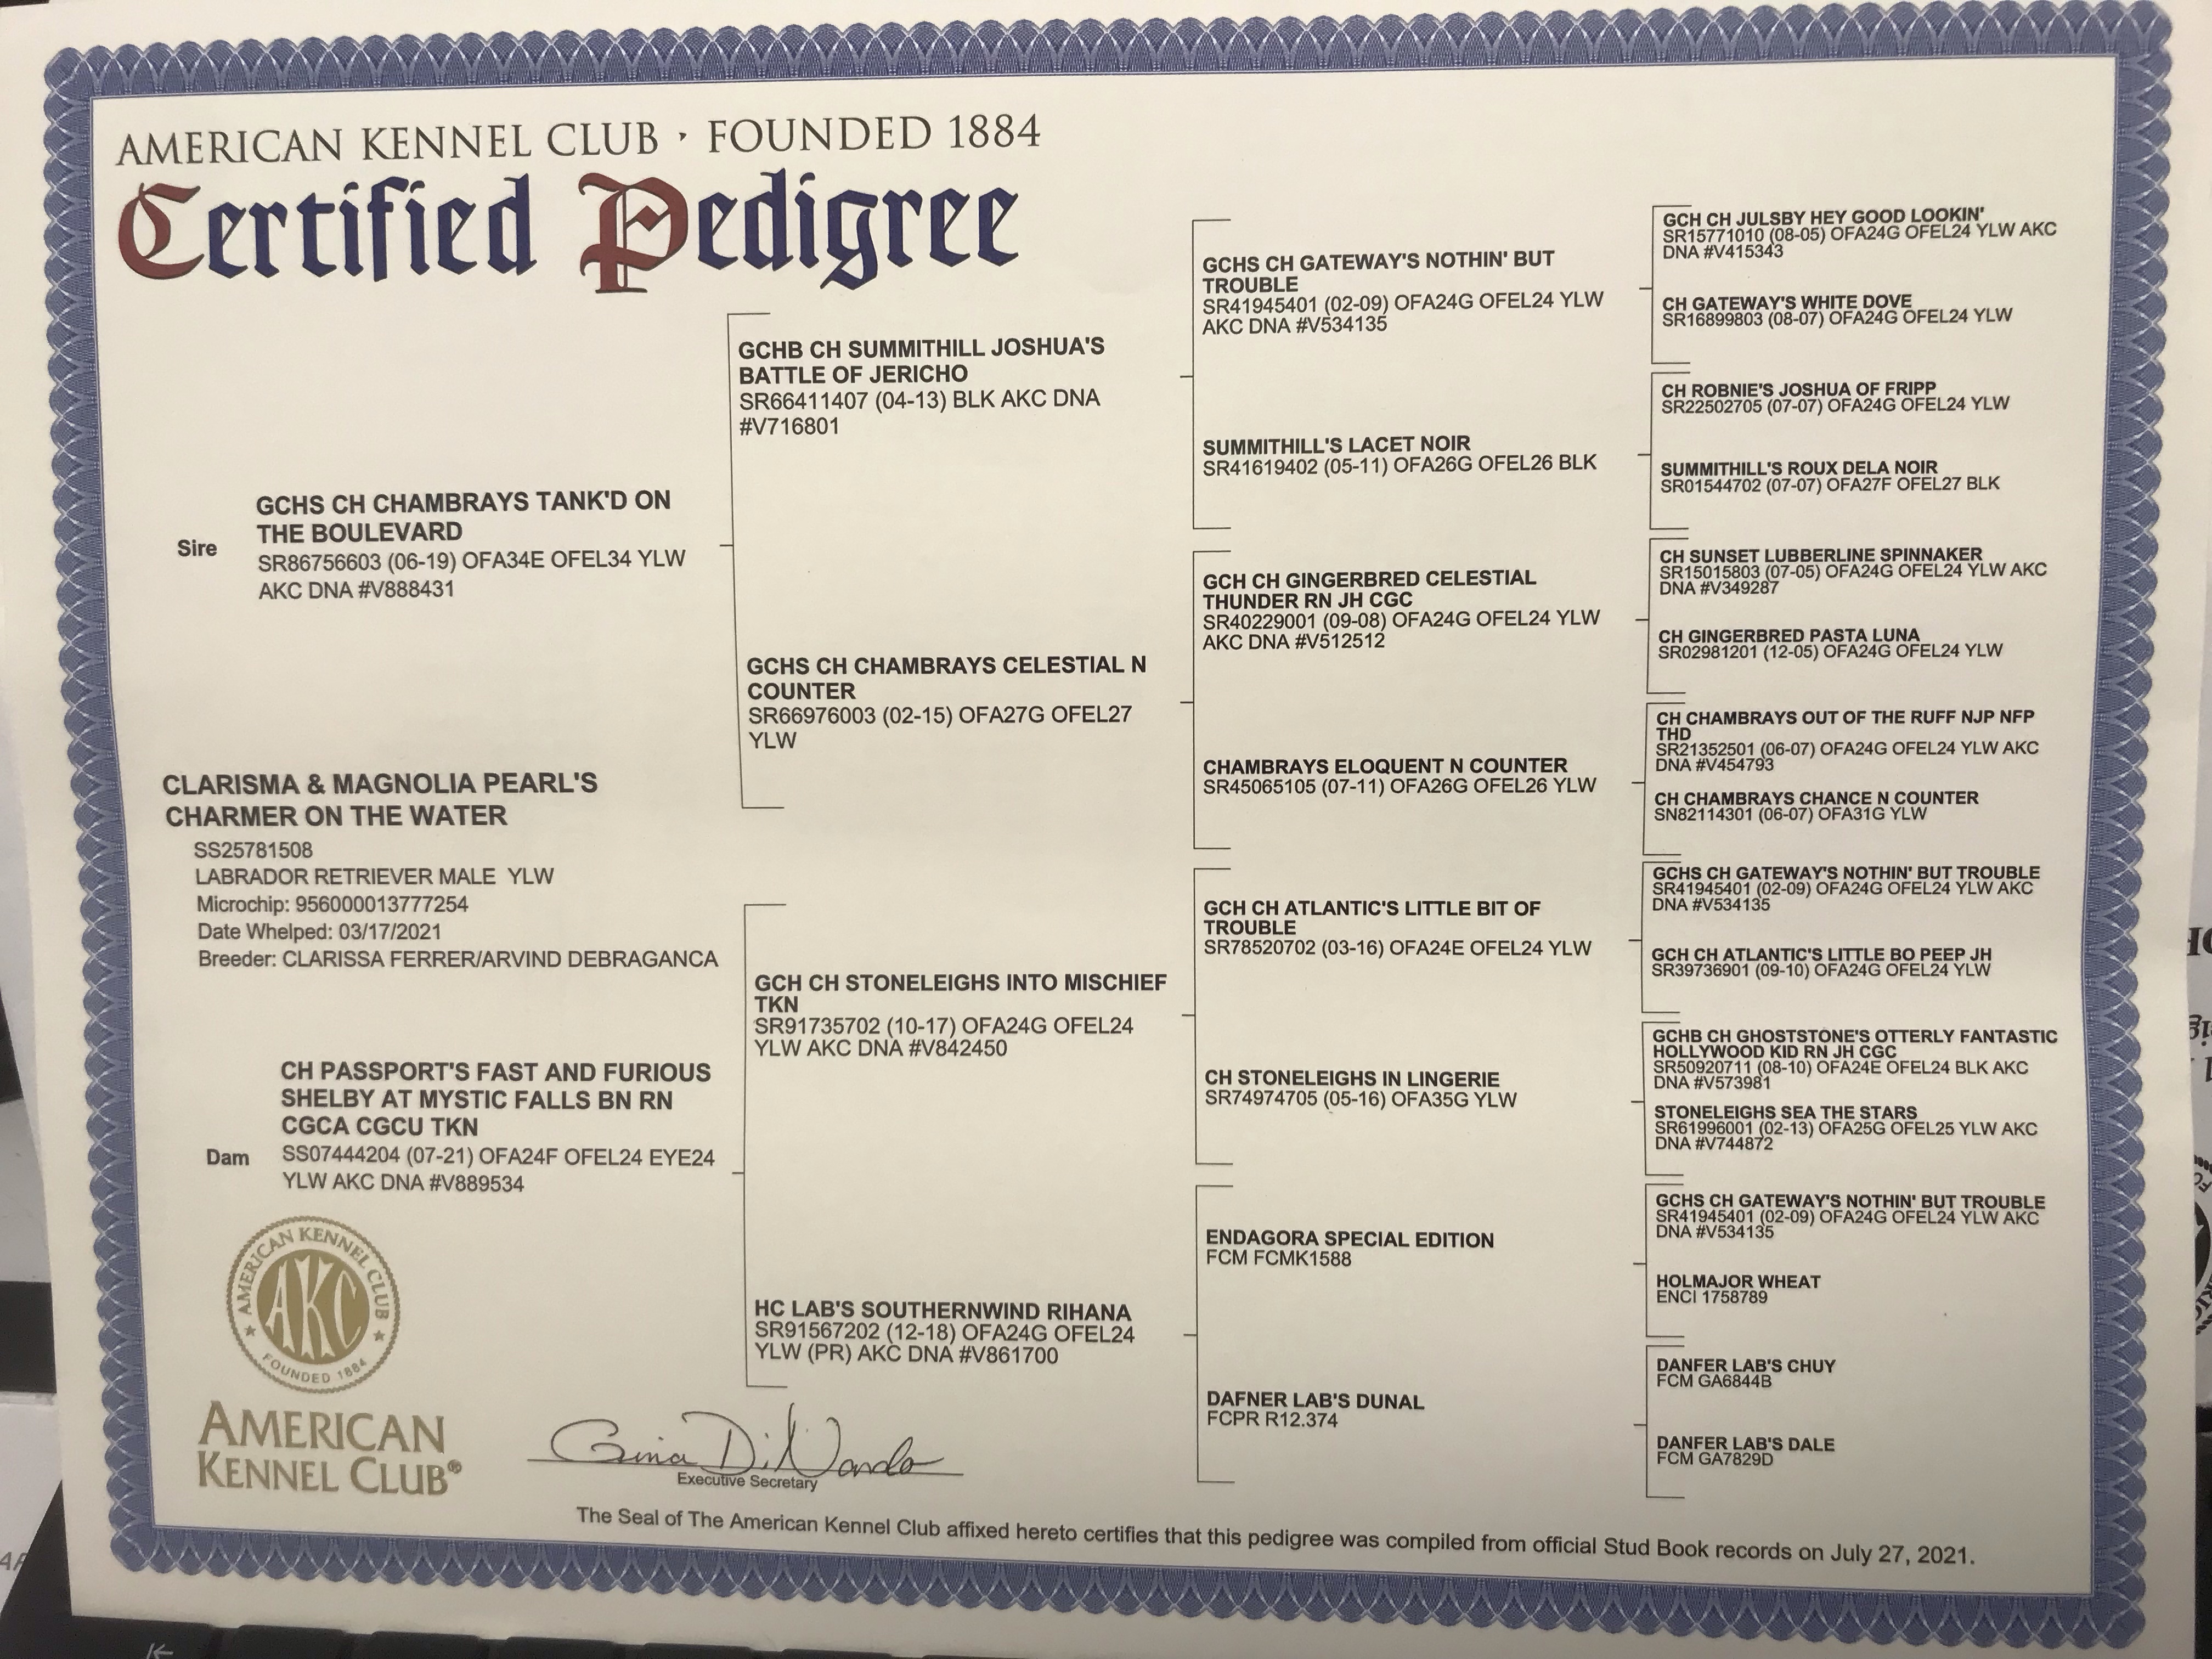 AMERICAN KENNEL CLUB · FOUNDED 1884
Certified Pedigree
Sire
GCHS CH CHAMBRAYS TANK'D ON
THE BOULEVARD
SR86756603 (06-19) OFA34E OFEL34 YLW
AKC DNA #V888431
CLARISMA & MAGNOLIA PEARL'S
CHARMER ON THE WATER
SS25781508
LABRADOR RETRIEVER MALE YLW
Microchip: 956000013777254
Date Whelped: 03/17/2021
Breeder: CLARISSA FERRER/ARVIND DEBRAGANCA
Dam
CH PASSPORT'S FAST AND FURIOUS
SHELBY AT MYSTIC FALLS BN RN
CGCA CGCU TKN
SS07444204 (07-21) OFA24F OFEL24 EYE24
YLW AKC DNA #V889534
GCHB CH SUMMITHILL JOSHUA'S
BATTLE OF JERICHO
SR66411407 (04-13) BLK AKC DNA
#V716801
GCHS CH CHAMBRAYS CELESTIAL N
COUNTER
SR66976003 (02-15) OFA27G OFEL27
YLW
GCH CH STONELEIGHS INTO MISCHIEF
TKN
SR91735702 (10-17) OFA24G OFEL24
YLW AKC DNA #V842450
HC LAB'S SOUTHERNWIND RIHANA
SR91567202 (12-18) OFA24G OFEL24
YLW (PR) AKC DNA #V861700
GCHS CH GATEWAY'S NOTHIN' BUT
TROUBLE
SR41945401 (02-09) OFA24G OFEL24 YLW
AKC DNA #V534135
SUMMITHILL'S LACET NOIR
SR41619402 (05-11) OFA26G OFEL26 BLK
GCH CH GINGERBRED CELESTIAL
THUNDER RN JH CGC
SR40229001 (09-08) OFA24G OFEL24 YLW
AKC DNA #V512512
CHAMBRAYS ELOQUENT N COUNTER
SR45065105 (07-11) OFA26G OFEL26 YLW
GCH CH ATLANTIC'S LITTLE BIT OF
TROUBLE
SR78520702 (03-16) OFA24E OFEL24 YLW
CH STONELEIGHS IN LINGERIE
SR74974705 (05-16) OFA35G YLW
ENDAGORA SPECIAL EDITION
FCM FCMK1588
DAFNER LAB'S DUNAL
FCPR R12.374
GCH CH JULSBY HEY GOOD LOOKIN'
SR15771010 (08-05) OFA24G OFEL24 YLW AKC
DNA #V415343
CH GATEWAY'S WHITE DOVE
SR16899803 (08-07) OFA24G OFEL24 YLW
CH ROBNIE'S JOSHUA OF FRIPP
SR22502705 (07-07) OFA24G OFEL24 YLW
SUMMITHILL'S ROUX DELA NOIR
SR01544702 (07-07) OFA27F OFEL27 BLK
CH SUNSET LUBBERLINE SPINNAKER
SR15015803 (07-05) OFA24G OFEL24 YLW AKC
DNA #V349287
CH GINGERBRED PASTA LUNA
SR02981201 (12-05) OFA24G OFEL24 YLW
CH CHAMBRAYS OUT OF THE RUFF NJP NFP
THD
SR21352501 (06-07) OFA24G OFEL24 YLW AKC
DNA #V454793
CH CHAMBRAYS CHANCE N COUNTER
SN82114301 (06-07) OFA31G YLW
GCHS CH GATEWAY'S NOTHIN' BUT TROUBLE
SR41945401 (02-09) OFA24G OFEL24 YLW AKC
DNA #V534135
GCH CH ATLANTIC'S LITTLE BO PEEP JH
SR39736901 (09-10) OFA24G OFEL24 YLW
GCHB CH GHOSTSTONE'S OTTERLY FANTASTIC
HOLLYWOOD KID RN JH CGC
SR50920711 (08-10) OFA24E OFEL24 BLK AKC
DNA #V573981
STONELEIGHS SEA THE STARS
SR61996001 (02-13) OFA25G OFEL25 YLW AKC
DNA #V744872
GCHS CH GATEWAY'S NOTHIN' BUT TROUBLE
SR41945401 (02-09) OFA24G OFEL24 YLW AKC
DNA #V534135
HOLMAJOR WHEAT
ENCI 1758789
DANFER LAB'S CHUY
FCM GA6844B
DANFER LAB'S DALE
FCM GA7829D
AMERICAN KENNEL CLUB
AKC
FOUNDED 1884
AMERICAN
KENNEL CLUB®
Gina DiNardo
Executive Secretary
The Seal of The American Kennel Club affixed hereto certifies that this pedigree was compiled from official Stud Book records on July 27, 2021.